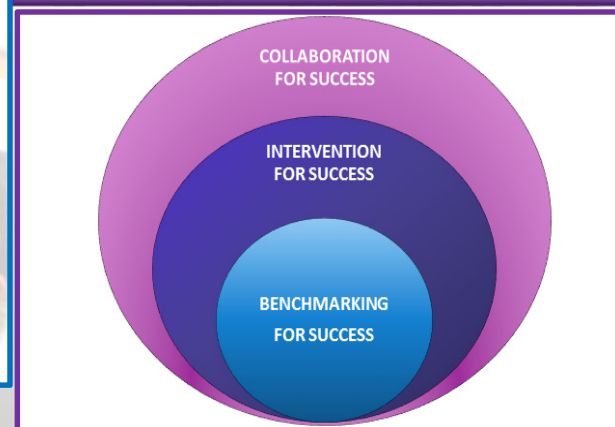 COLLABORATION
FOR SUCCESS
INTERVENTION
FOR SUCCESS
BENCHMARKING
FOR SUCCESS